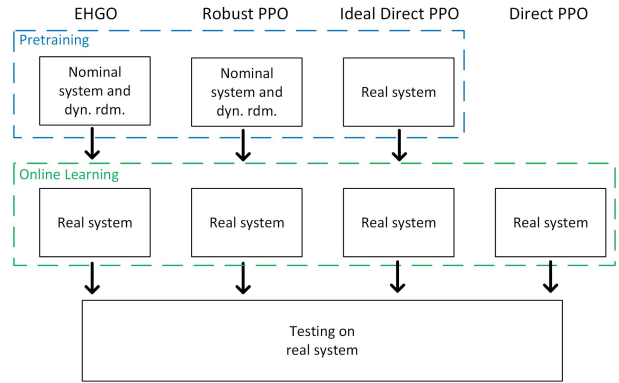 EHGO
Robust PPO
Ideal Direct PPO
Direct PPO
Pretraining
Nominal
system and
dyn. rdm.
Nominal
system and
dyn. rdm.
Real system
Online Learning
Real system
Real system
Real system
Real system
Testing on
real system